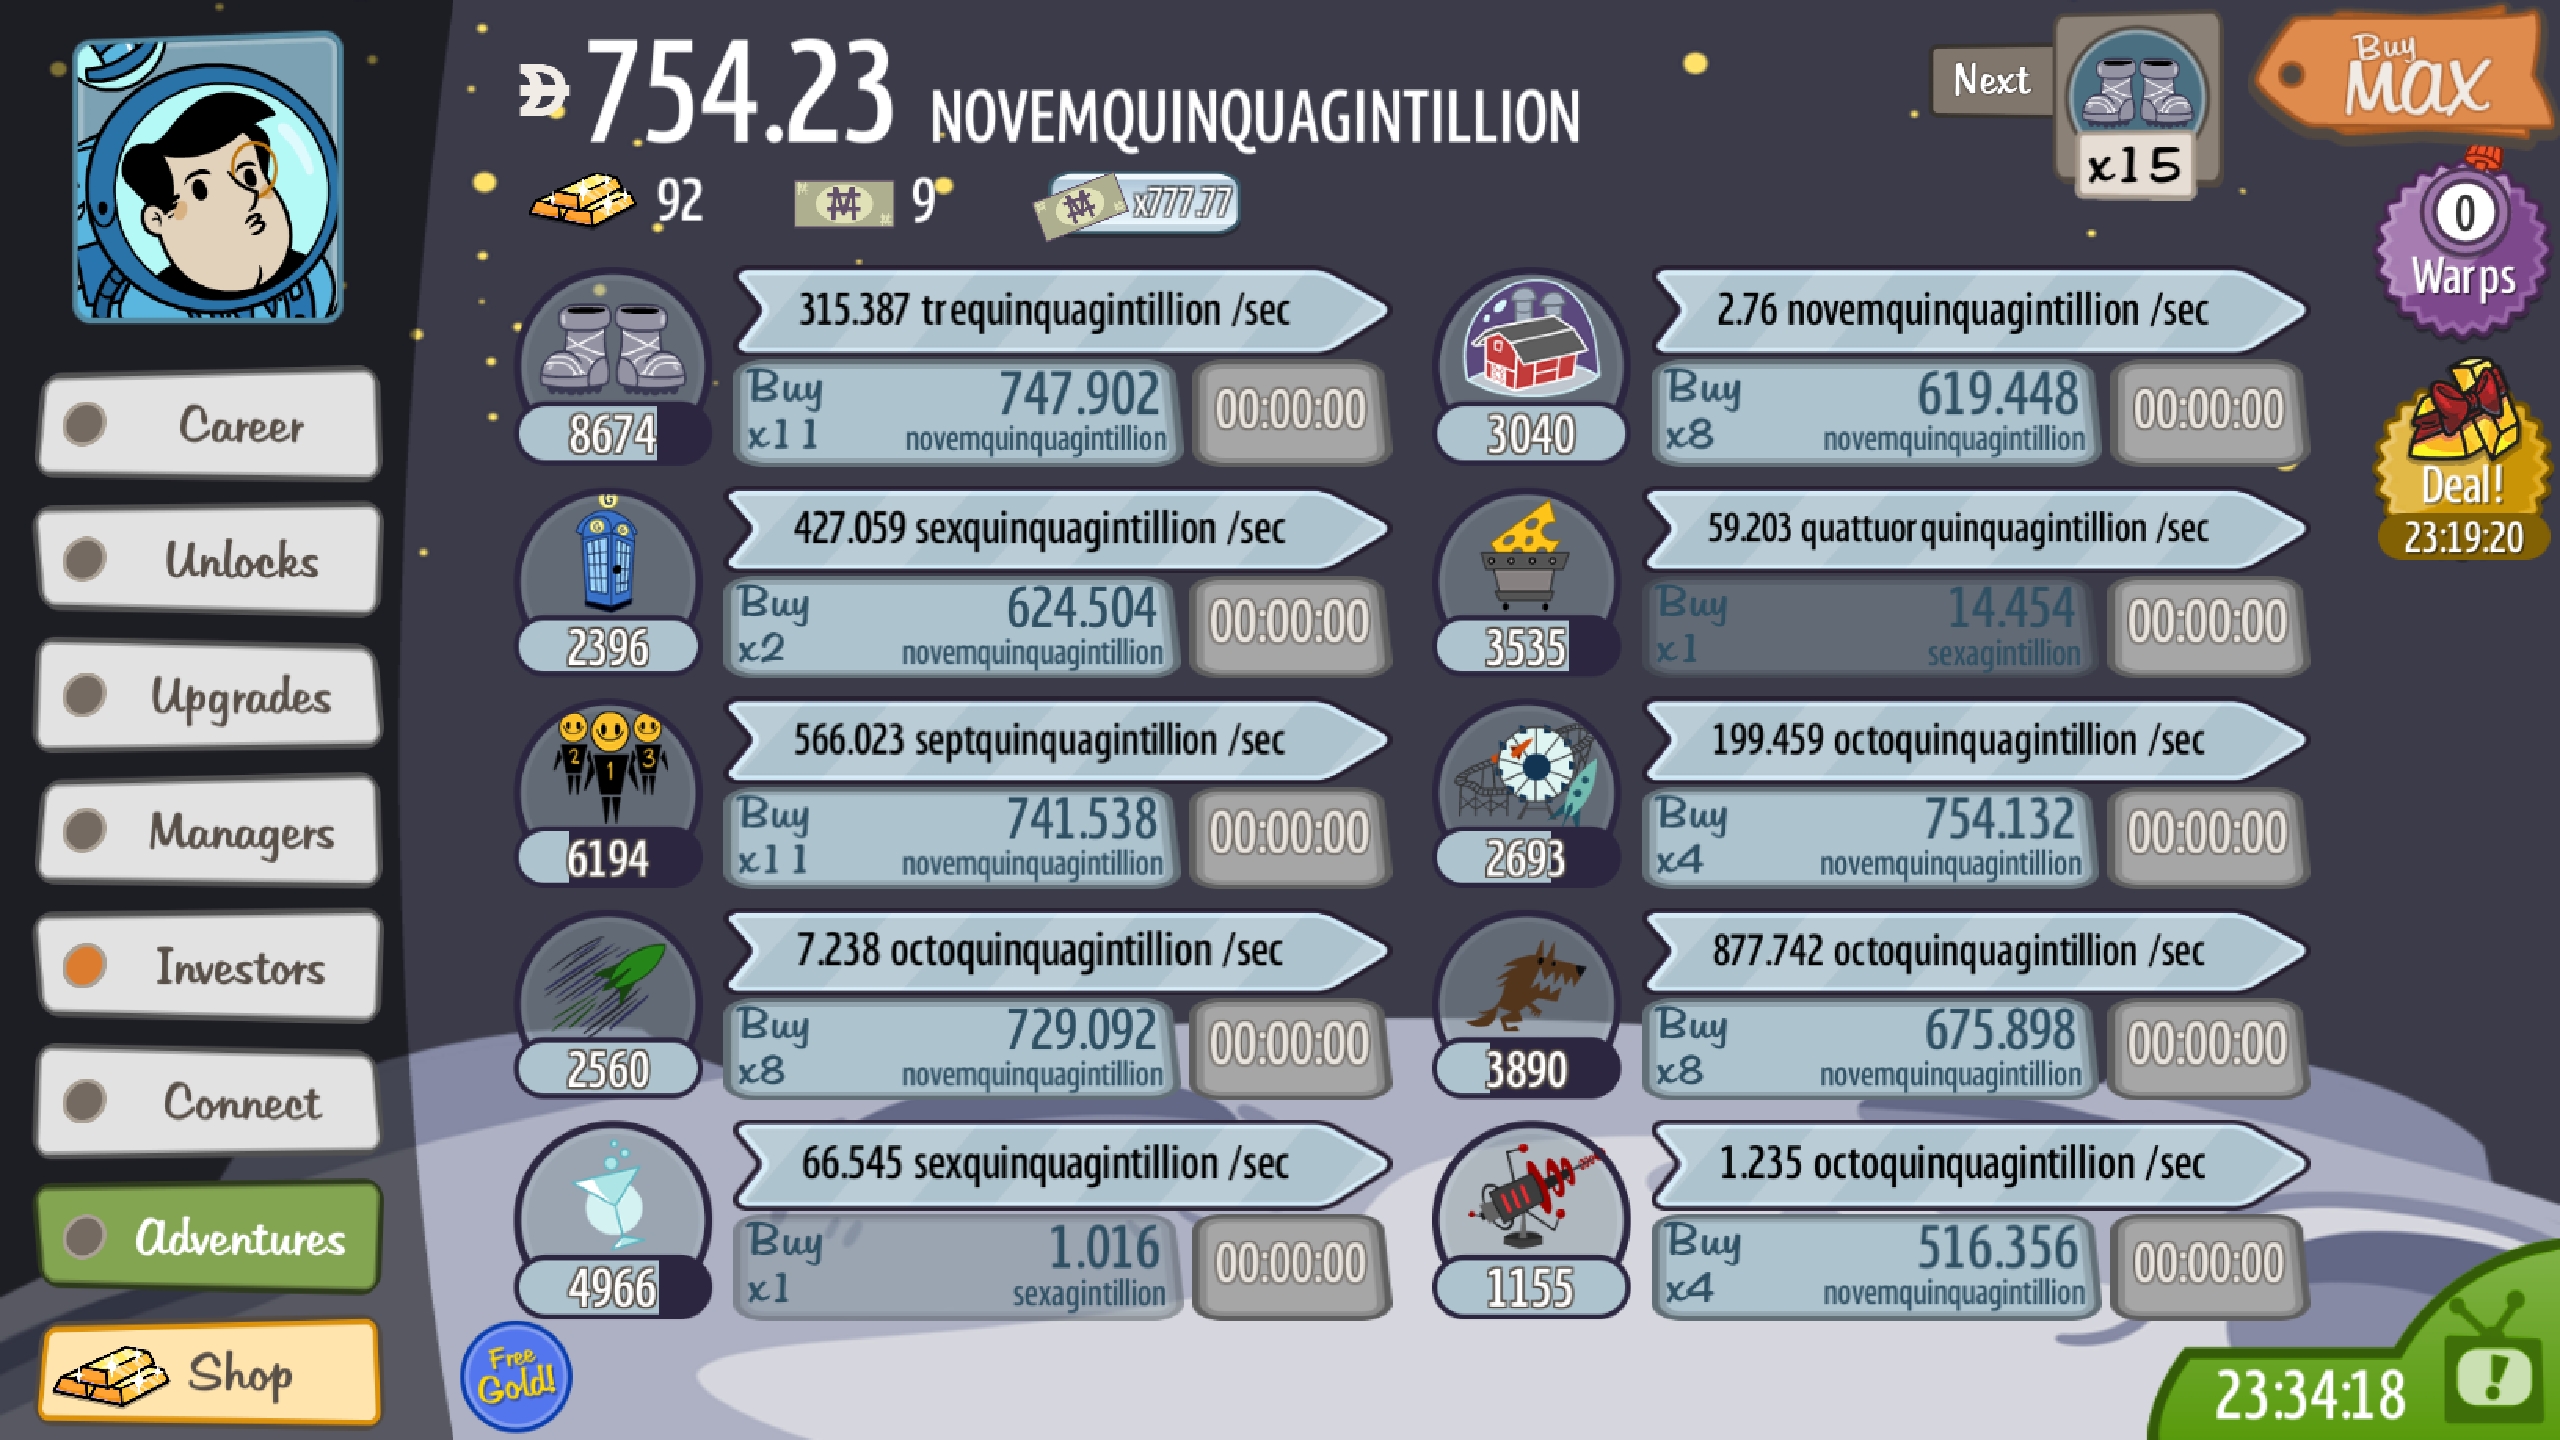 754.23 NOVEMQUINQUAGINTILLION
92
9
x777.77
Next
x15
Buy
MAX
0
Warps
Deal!
23:19:20
Career
Unlocks
Upgrades
Managers
Investors
Connect
Adventures
Shop
315.387 trequinquagintillion /sec
Buy
x11
747.902
novemquinquagintillion
00:00:00
8674
2.76 novemquinquagintillion /sec
Buy
x8
619.448
novemquinquagintillion
00:00:00
3040
427.059 sexquinquagintillion /sec
Buy
x2
624.504
novemquinquagintillion
00:00:00
2396
59.203 quattuorquinquagintillion /sec
Buy
x1
14.454
sexagintillion
00:00:00
3535
566.023 septquinquagintillion /sec
2 1 3
Buy
x11
741.538
novemquinquagintillion
00:00:00
6194
199.459 octoquinquagintillion /sec
Buy
x4
754.132
novemquinquagintillion
00:00:00
2693
7.238 octoquinquagintillion /sec
Buy
x8
729.092
novemquinquagintillion
00:00:00
2560
877.742 octoquinquagintillion /sec
Buy
x8
675.898
novemquinquagintillion
00:00:00
3890
66.545 sexquinquagintillion /sec
Buy
x1
1.016
sexagintillion
00:00:00
4966
1.235 octoquinquagintillion /sec
Buy
x4
516.356
novemquinquagintillion
00:00:00
1155
Free
Gold!
23:34:18
!